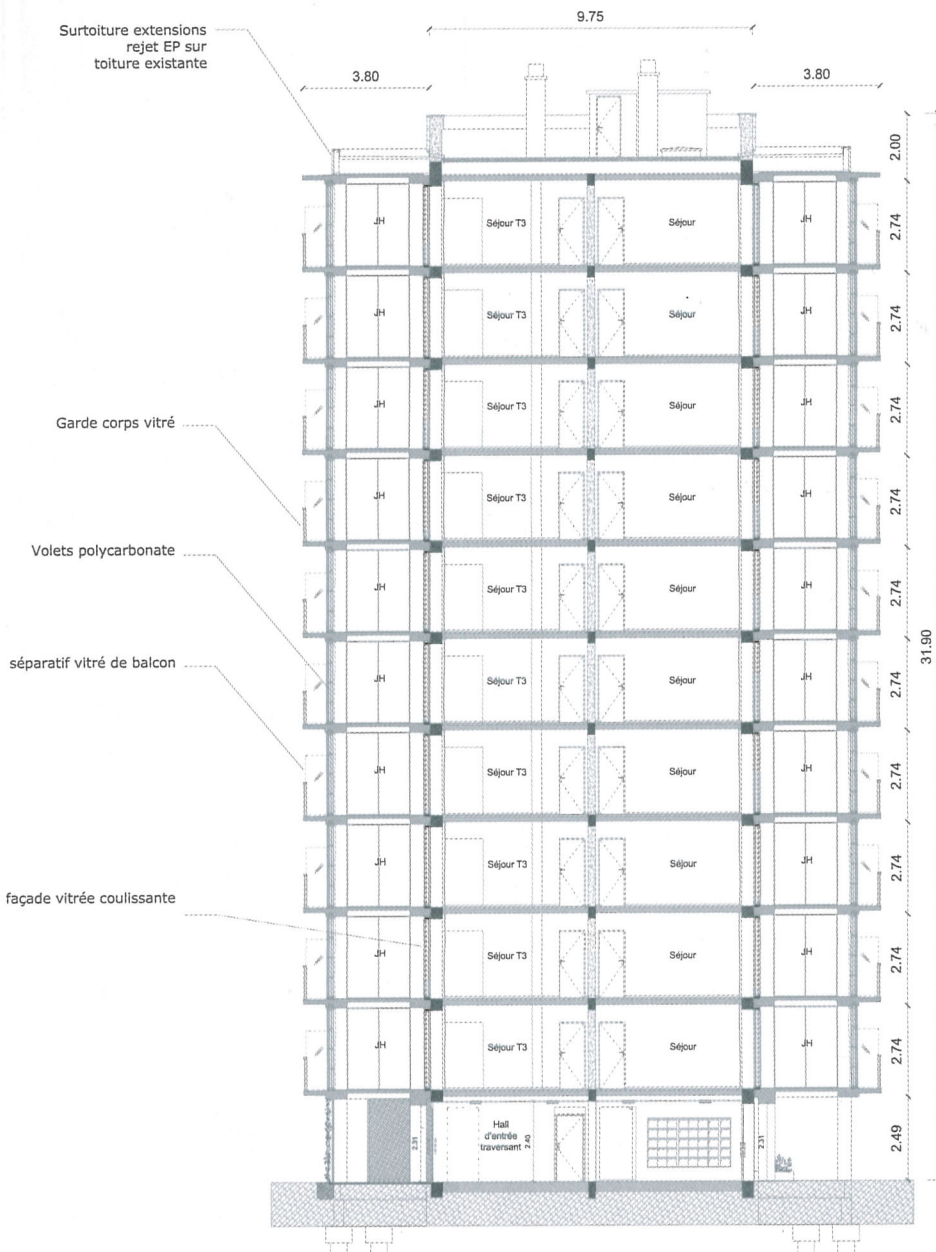 9.75
Surtoiture extensions
rejet EP sur
toiture existante
3.80
3.80
2.00
JH
Séjour T3
Séjour
JH
2.74
JH
Séjour T3
Séjour
JH
2.74
JH
Séjour T3
Séjour
JH
2.74
Garde corps vitré
JH
Séjour T3
Séjour
JH
2.74
Volets polycarbonate
JH
Séjour T3
Séjour
JH
2.74
31.90
séparatif vitré de balcon
JH
Séjour T3
Séjour
JH
2.74
JH
Séjour T3
Séjour
JH
2.74
JH
Séjour T3
Séjour
JH
2.74
façade vitrée coulissante
JH
Séjour T3
Séjour
JH
2.74
JH
Séjour T3
Séjour
JH
2.74
2.31
Hall
d'entrée
traversant
2.40
2.31
2.49